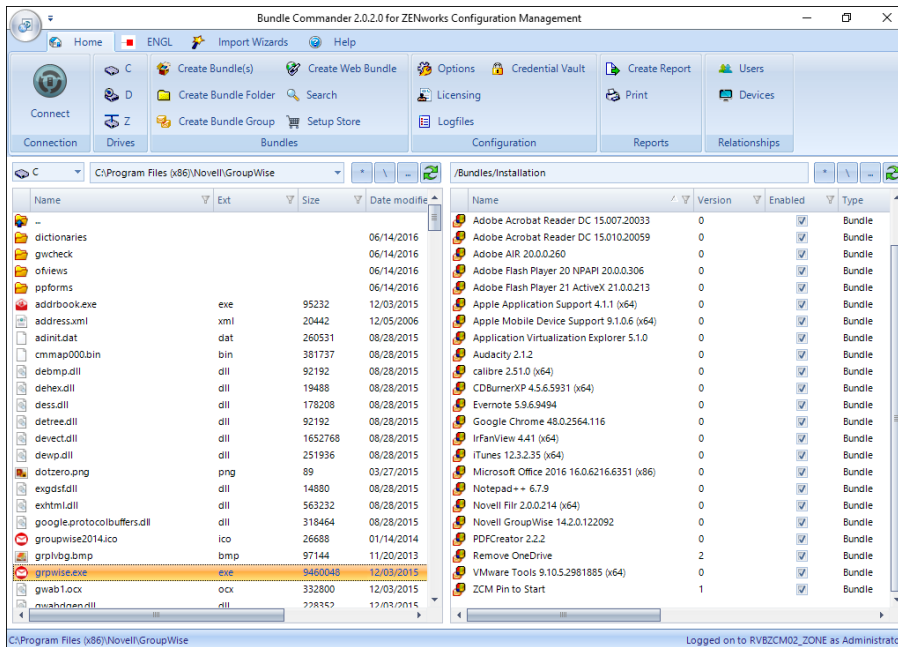 Bundle Commander 2.0.2.0 for ZENworks Configuration Management
Home ENGL Import Wizards Help
C Create Bundle(s) Create Web Bundle Options Credential Vault Create Report Users
Connect D Create Bundle Folder Search Licensing Print Devices
Z Create Bundle Group Setup Store Logfiles
Connection Drives Bundles Configuration Reports Relationships
C C:\Program Files (x86)\Novell\GroupWise * \ .. /Bundles/Installation * \ ..
Name Ext Size Date modifie Name Version Enabled Type
.. Adobe Acrobat Reader DC 15.007.20033 0 Bundle
dictionaries 06/14/2016 Adobe Acrobat Reader DC 15.010.20059 0 Bundle
gwcheck 06/14/2016 Adobe AIR 20.0.0.260 0 Bundle
ofviews 06/14/2016 Adobe Flash Player 20 NPAPI 20.0.0.306 0 Bundle
ppforms 06/14/2016 Adobe Flash Player 21 ActiveX 21.0.0.213 0 Bundle
addrbook.exe exe 95232 12/03/2015 Apple Application Support 4.1.1 (x64) 0 Bundle
address.xml xml 20442 12/05/2006 Apple Mobile Device Support 9.1.0.6 (x64) 0 Bundle
adinit.dat dat 260531 08/28/2015 Application Virtualization Explorer 5.1.0 0 Bundle
cmmap000.bin bin 381737 08/28/2015 Audacity 2.1.2 0 Bundle
debmp.dll dll 92192 08/28/2015 calibre 2.51.0 (x64) 0 Bundle
dehex.dll dll 19488 08/28/2015 CDBurnerXP 4.5.6.5931 (x64) 0 Bundle
dess.dll dll 178208 08/28/2015 Evernote 5.9.6.9494 0 Bundle
detree.dll dll 92192 08/28/2015 Google Chrome 48.0.2564.116 0 Bundle
devect.dll dll 1652768 08/28/2015 IrFanView 4.41 (x64) 0 Bundle
dewp.dll dll 251936 08/28/2015 iTunes 12.3.2.35 (x64) 0 Bundle
dotzero.png png 89 03/27/2015 Microsoft Office 2016 16.0.6216.6351 (x86) 0 Bundle
exgdsf.dll dll 14880 08/28/2015 Notepad++ 6.7.9 0 Bundle
exhtml.dll dll 563232 08/28/2015 Novell Filr 2.0.0.214 (x64) 0 Bundle
google.protocolbuffers.dll dll 318464 08/28/2015 Novell GroupWise 14.2.0.122092 0 Bundle
groupwise2014.ico ico 26688 01/14/2014 PDFCreator 2.2.2 0 Bundle
grplvbg.bmp bmp 97144 11/20/2013 Remove OneDrive 2 Bundle
grpwise.exe exe 9460048 12/03/2015 VMware Tools 9.10.5.2981885 (x64) 0 Bundle
gwab1.ocx ocx 332800 12/03/2015 ZCM Pin to Start 1 Bundle
gwabdgen.dll dll 228352 12/03/2015
C:\Program Files (x86)\Novell\GroupWise Logged on to RVBZCM02_ZONE as Administrato